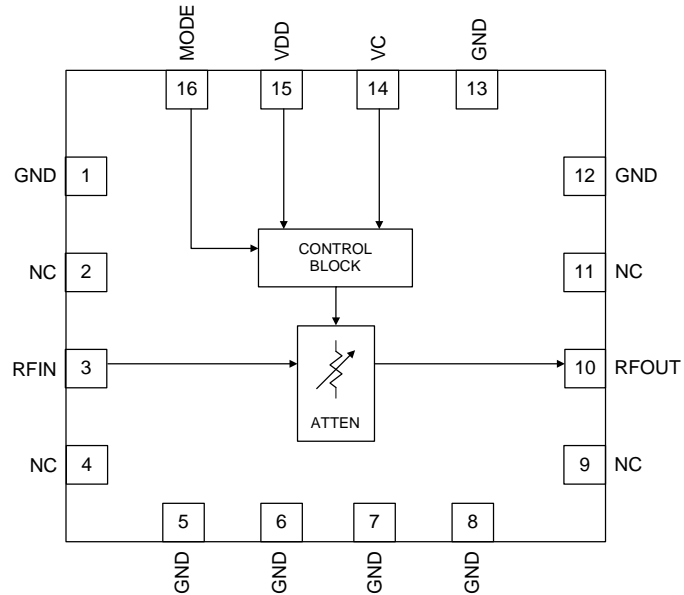 MODE VDD VC GND
16 15 14 13
GND 1 12 GND
CONTROL
BLOCK
NC 2 11 NC
RFIN 3 10 RFOUT
ATTEN
NC 4 9 NC
5 6 7 8
GND GND GND GND